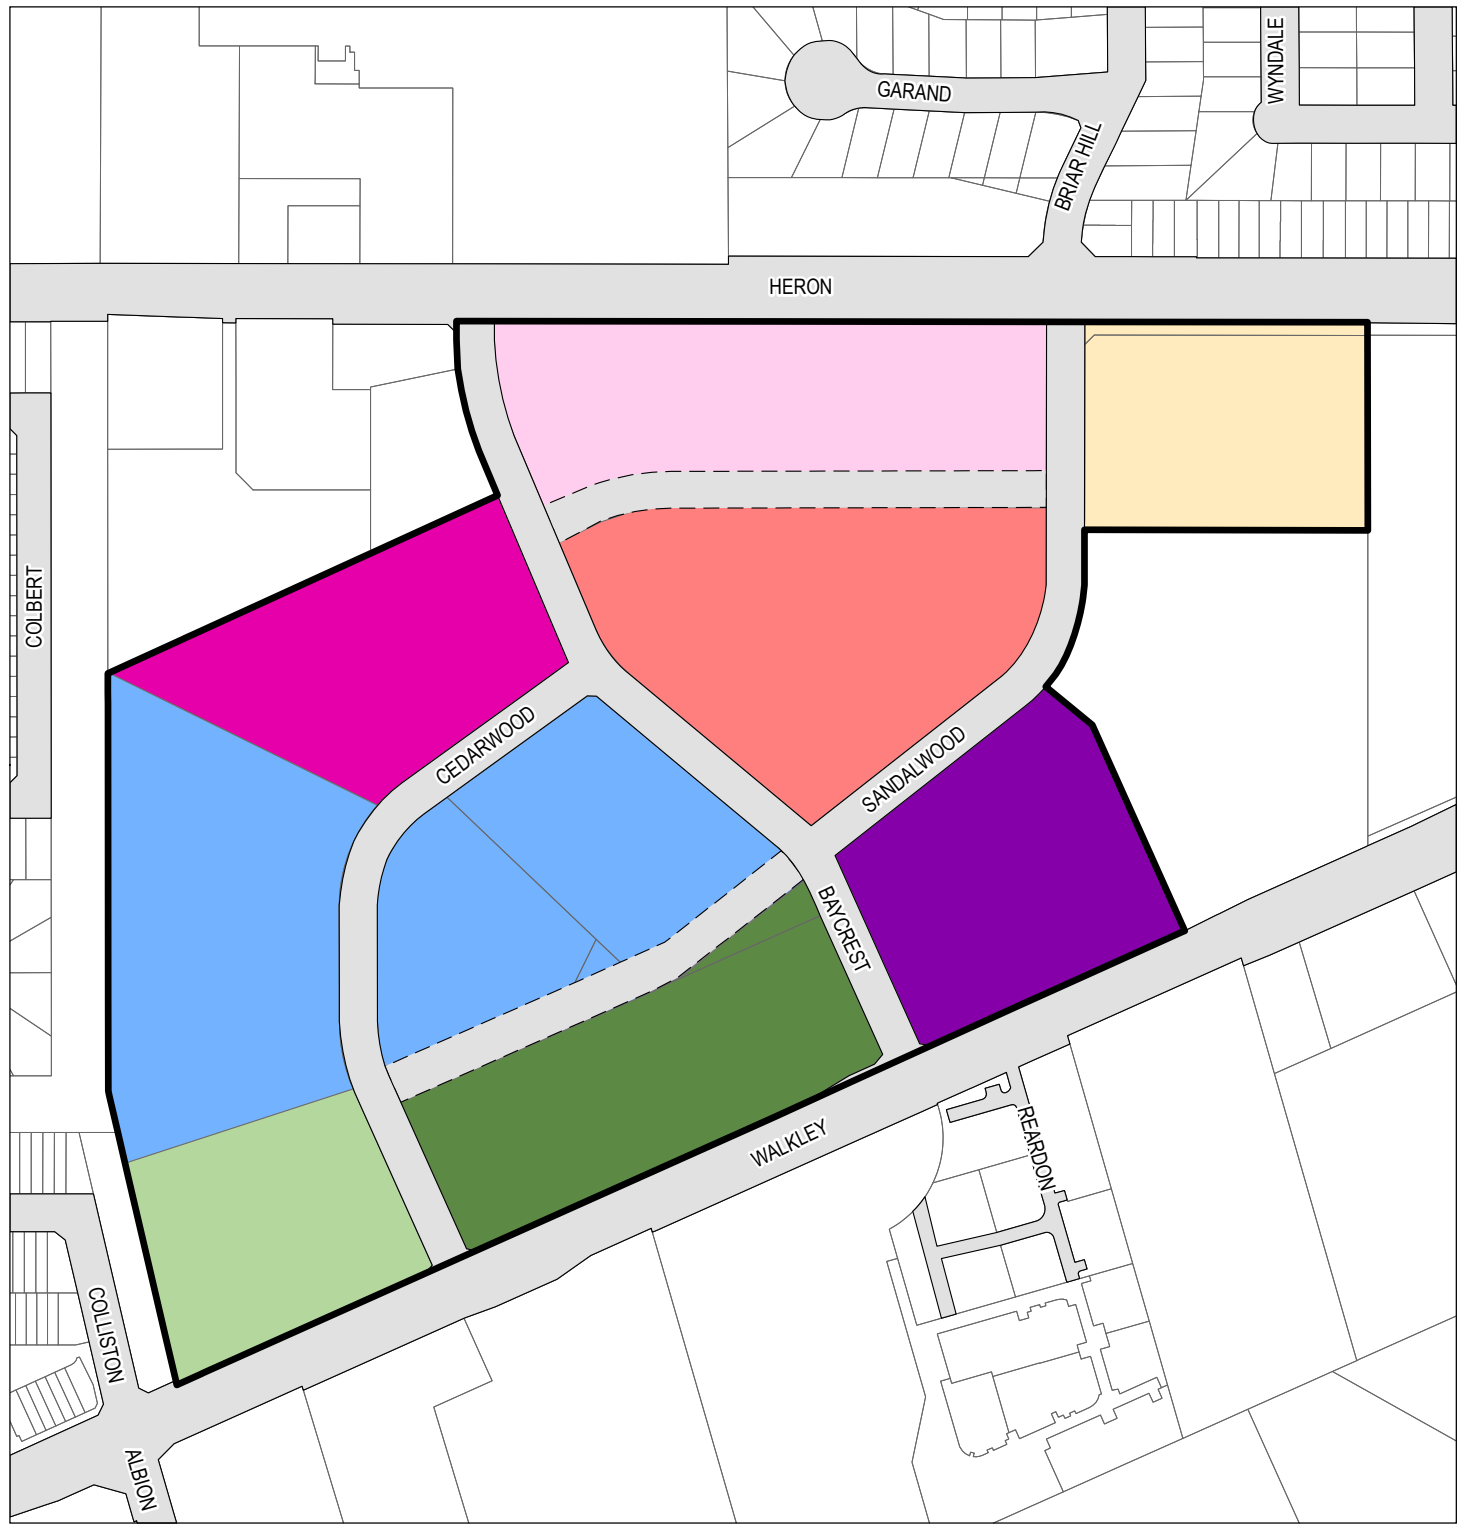 WYNDALE
GARAND
BRIAR HILL
HERON
COLBERT
CEDARWOOD
SANDALWOOD
BAYCREST
WALKLEY
REARDON
COLLISTON
ALBION